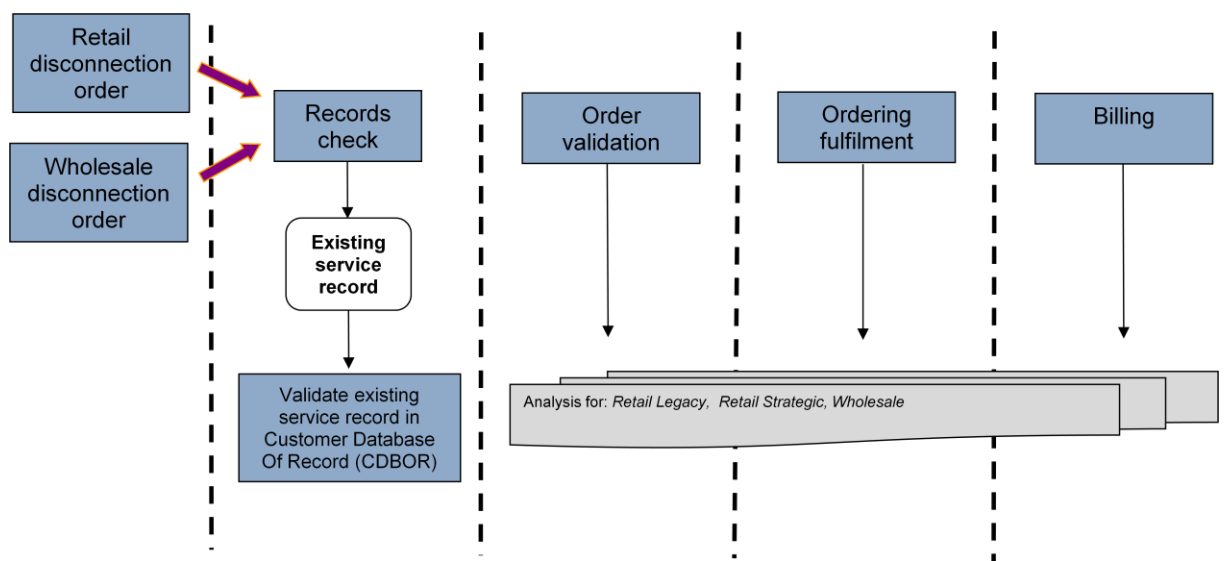 Retail
disconnection
order
Wholesale
disconnection
order
Records
check
Existing
service
record
Validate existing
service record in
Customer Database
Of Record (CDBOR)
Order
validation
Ordering
fulfilment
Billing
Analysis for: Retail Legacy,  Retail Strategic, Wholesale